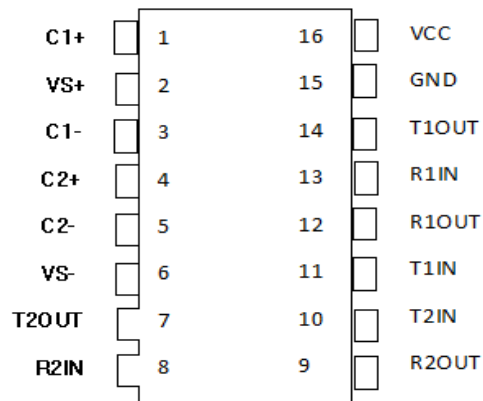 C1+ 1 16 VCC
VS+ 2 15 GND
C1- 3 14 T1OUT
C2+ 4 13 R1IN
C2- 5 12 R1OUT
VS- 6 11 T1IN
T2OUT 7 10 T2IN
R2IN 8 9 R2OUT